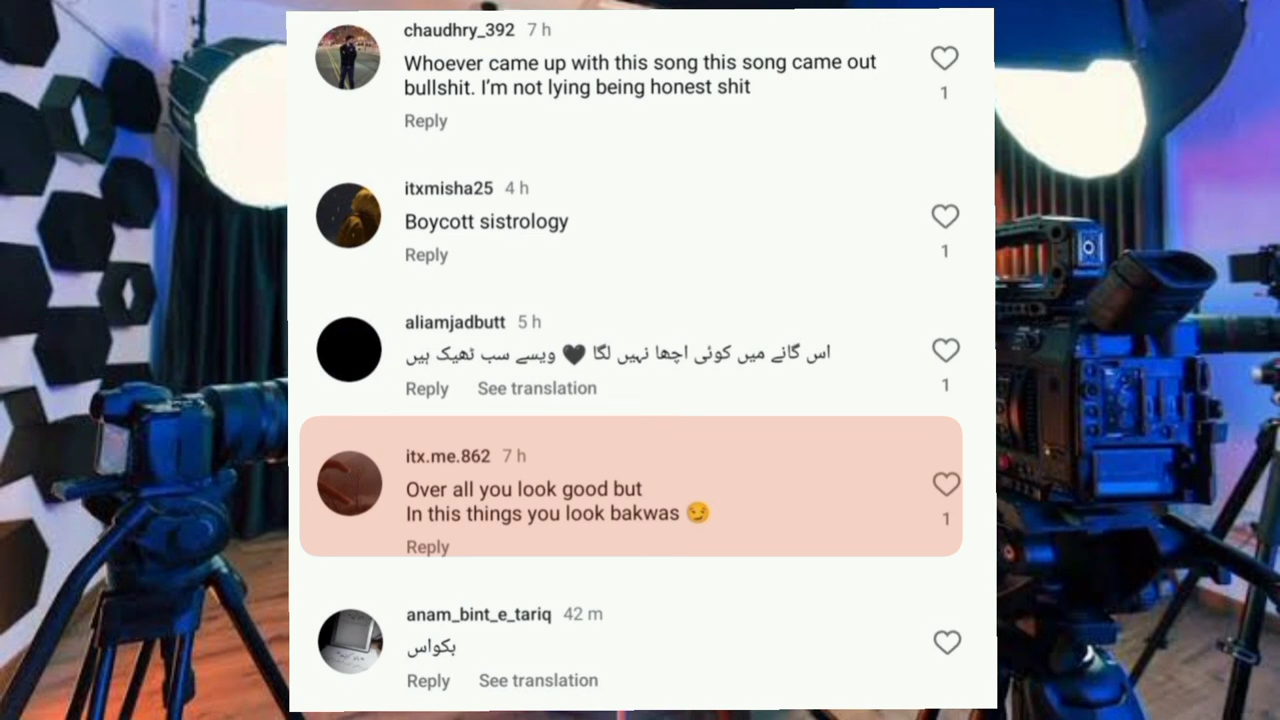 chaudhry_392 7 h
Whoever came up with this song this song came out
bullshit. I’m not lying being honest shit
1
Reply
itxmisha25 4 h
Boycott sistrology
1
Reply
aliamjadbutt 5 h
اس گانے میں کوئی اچھا نہیں لگا 🖤 ویسے سب ٹھیک ہیں
1
Reply See translation
itx.me.862 7 h
Over all you look good but
In this things you look bakwas 😏
1
Reply
anam_bint_e_tariq 42 m
بکواس
Reply See translation